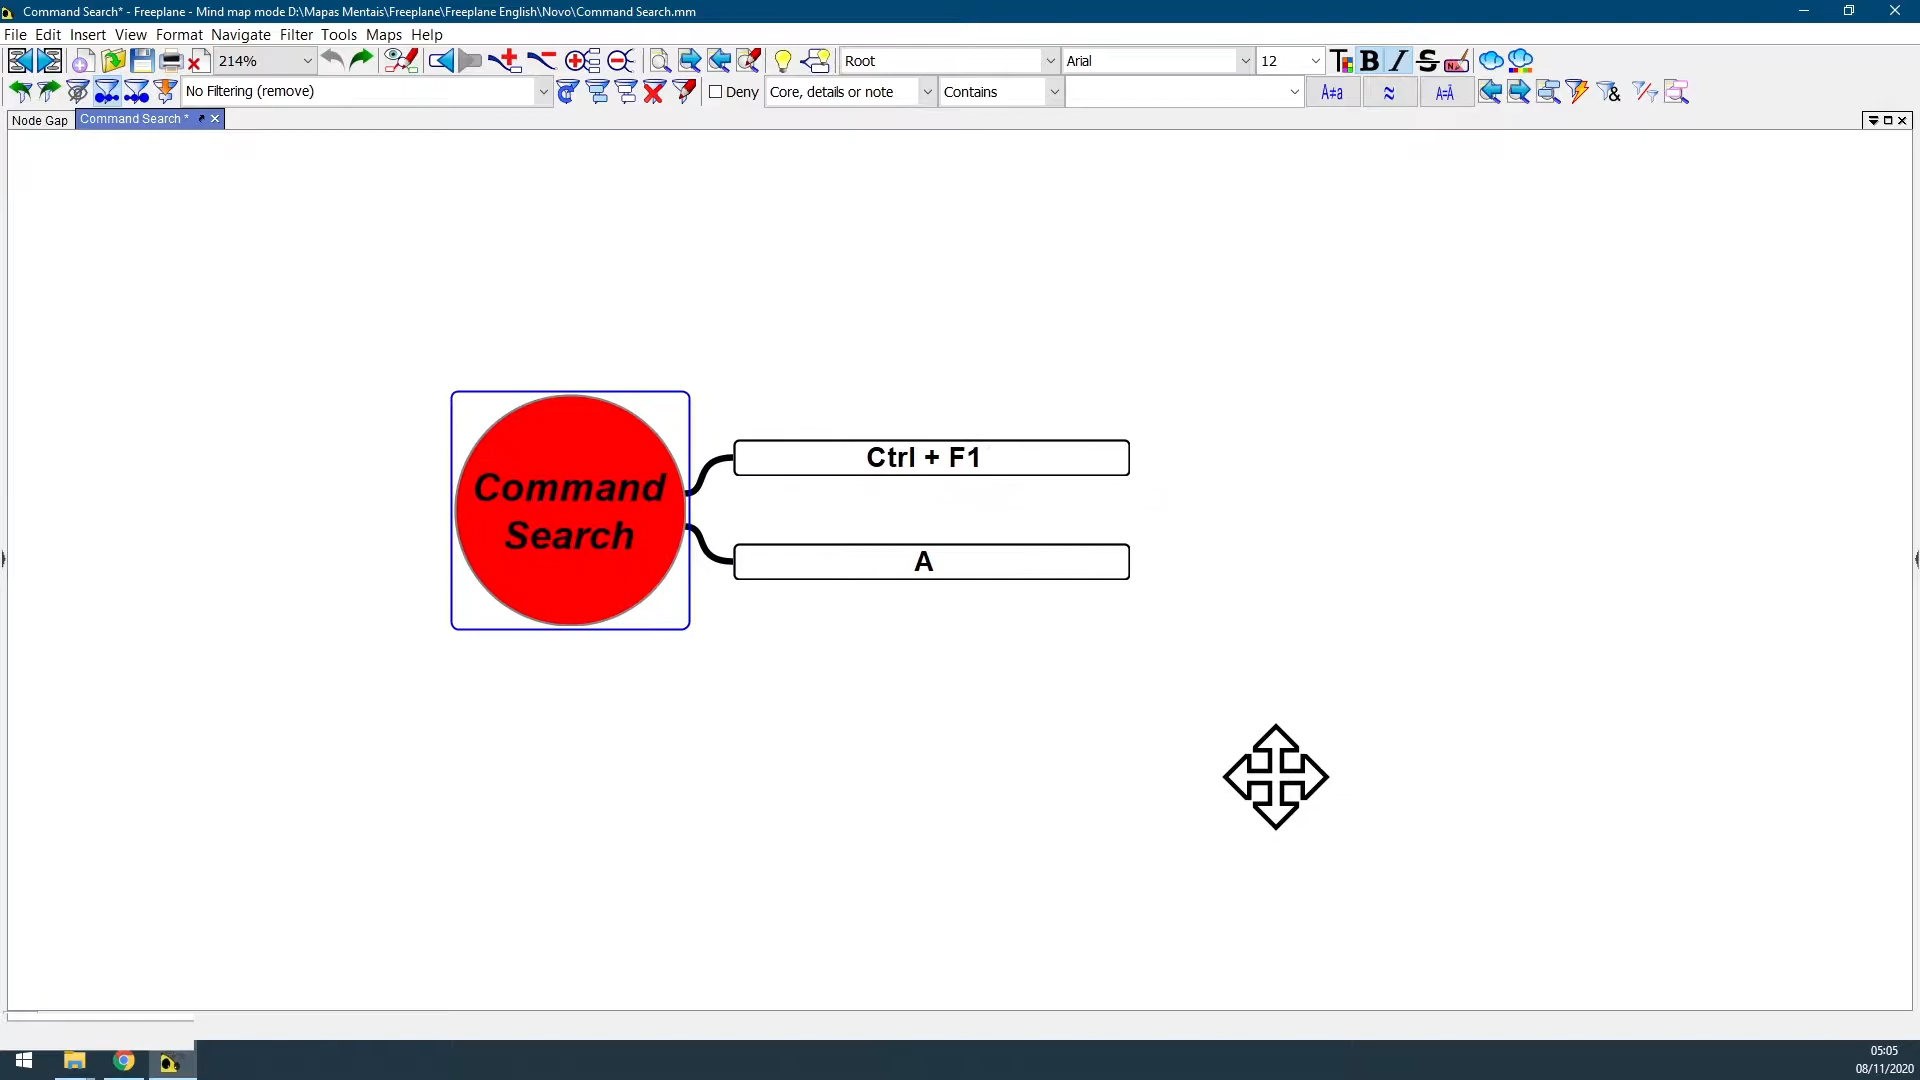 Command Search* - Freeplane - Mind map mode D:\Mapas Mentais\Freeplane\Freeplane English\Novo\Command Search.mm
File Edit Insert View Format Navigate Filter Tools Maps Help
214% Root Arial 12 B I S
No Filtering (remove) Deny Core, details or note Contains A≠a ≈ A=Ä &
Node Gap Command Search *
Command
Search
Ctrl + F1
A
05:05
08/11/2020